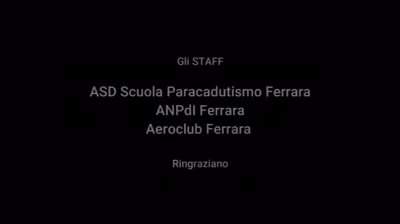 Gli STAFF
ASD Scuola Paracadutismo Ferrara
ANPdI Ferrara
Aeroclub Ferrara
Ringraziano